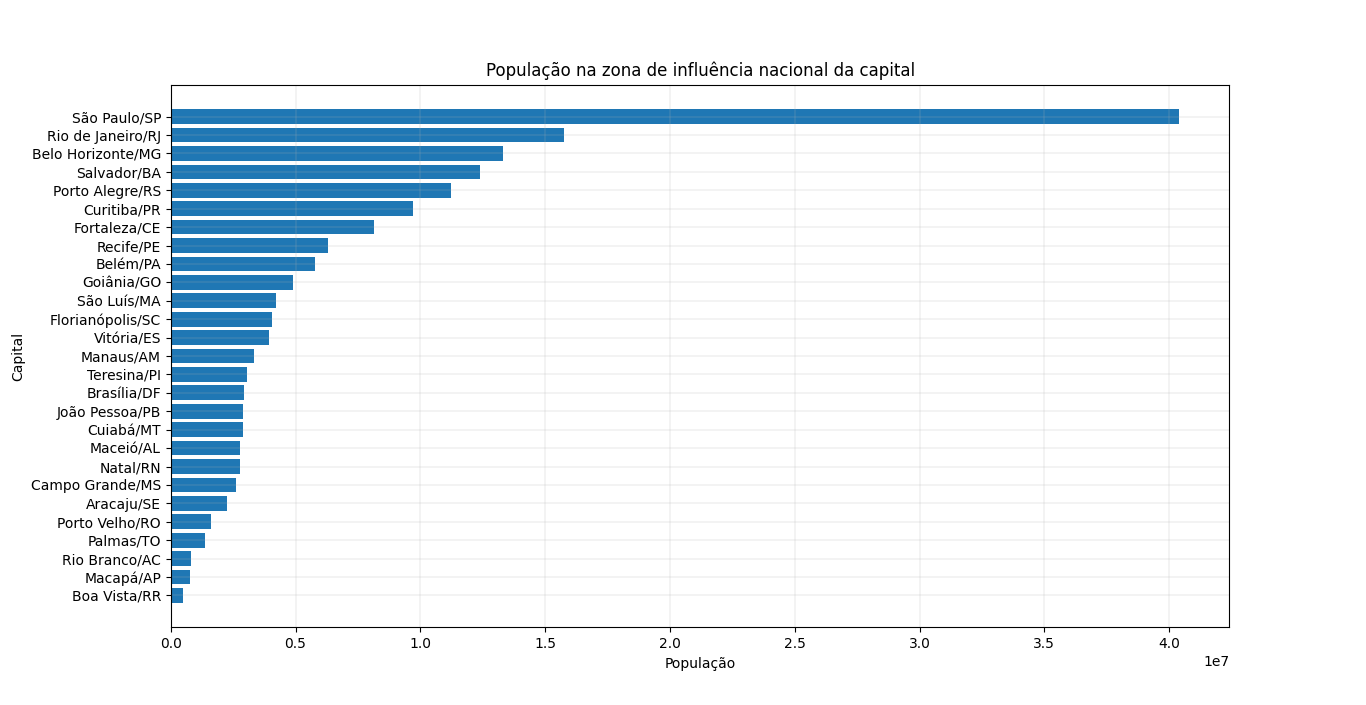 População na zona de influência nacional da capital
São Paulo/SP
Rio de Janeiro/RJ
Belo Horizonte/MG
Salvador/BA
Porto Alegre/RS
Curitiba/PR
Fortaleza/CE
Recife/PE
Belém/PA
Goiânia/GO
São Luís/MA
Florianópolis/SC
Vitória/ES
Manaus/AM
Teresina/PI
Brasília/DF
João Pessoa/PB
Cuiabá/MT
Maceió/AL
Natal/RN
Campo Grande/MS
Aracaju/SE
Porto Velho/RO
Palmas/TO
Rio Branco/AC
Macapá/AP
Boa Vista/RR
Capital
0.0 0.5 1.0 1.5 2.0 2.5 3.0 3.5 4.0
1e7
População